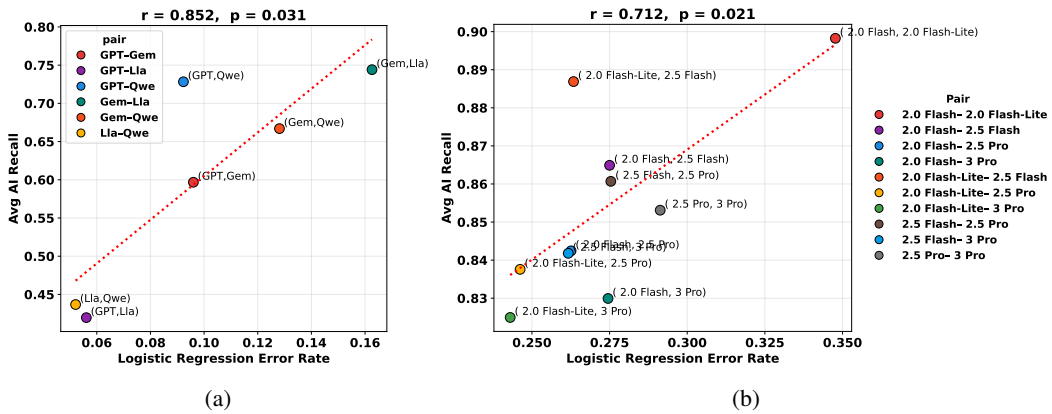 r = 0.852,  p = 0.031
0.80
0.75
0.70
0.65
0.60
0.55
0.50
0.45
Avg AI Recall
pair
GPT–Gem
GPT–Lla
GPT–Qwe
Gem–Lla
Gem–Qwe
Lla–Qwe
(GPT,Qwe)
(Gem,Lla)
(Gem,Qwe)
(GPT,Gem)
(Lla,Qwe)
(GPT,Lla)
0.06 0.08 0.10 0.12 0.14 0.16
Logistic Regression Error Rate
(a)
r = 0.712,  p = 0.021
0.90
0.89
0.88
0.87
0.86
0.85
0.84
0.83
Avg AI Recall
( 2.0 Flash, 2.0 Flash-Lite)
( 2.0 Flash-Lite, 2.5 Flash)
( 2.0 Flash, 2.5 Flash)
( 2.5 Flash, 2.5 Pro)
( 2.5 Pro, 3 Pro)
( 2.0 Flash, 2.5 Pro)
( 2.5 Flash, 3 Pro)
( 2.0 Flash-Lite, 2.5 Pro)
( 2.0 Flash, 3 Pro)
( 2.0 Flash-Lite, 3 Pro)
0.250 0.275 0.300 0.325 0.350
Logistic Regression Error Rate
(b)
Pair
2.0 Flash– 2.0 Flash-Lite
2.0 Flash– 2.5 Flash
2.0 Flash– 2.5 Pro
2.0 Flash– 3 Pro
2.0 Flash-Lite– 2.5 Flash
2.0 Flash-Lite– 2.5 Pro
2.0 Flash-Lite– 3 Pro
2.5 Flash– 2.5 Pro
2.5 Flash– 3 Pro
2.5 Pro– 3 Pro